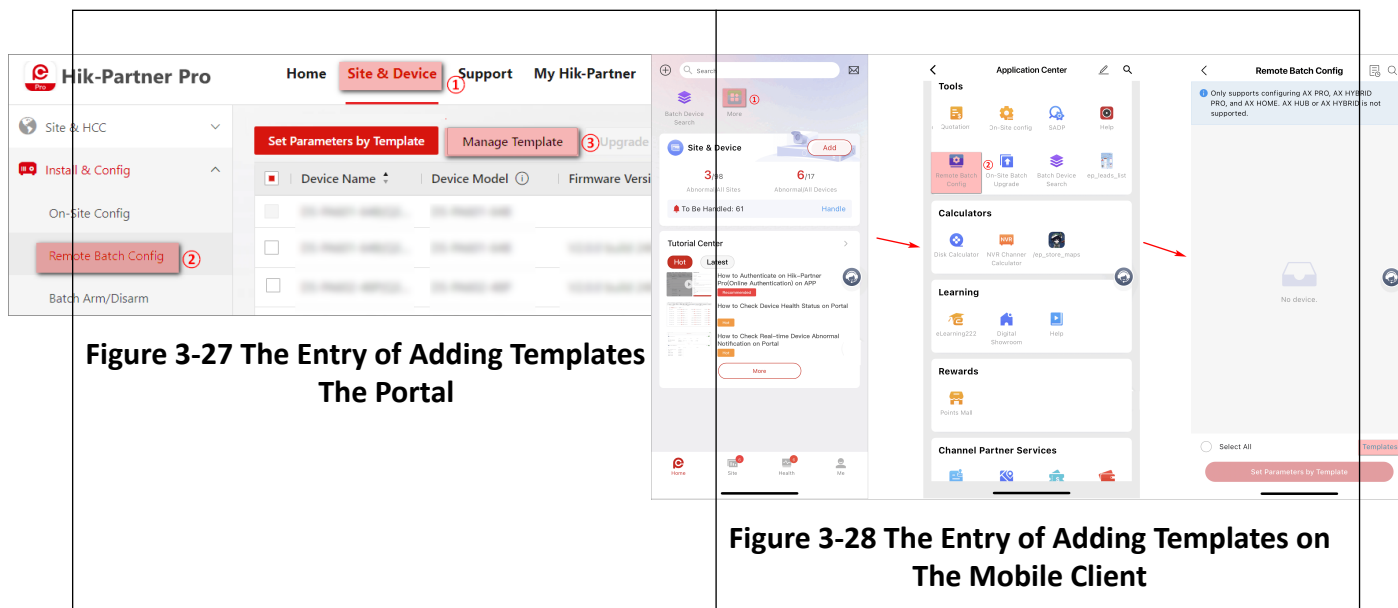 Hik-Partner Pro
Pro
Home
Site & Device
①
Support
My Hik-Partner
Site & HCC
Install & Config
On-Site Config
Remote Batch Config
②
Batch Arm/Disarm
Set Parameters by Template
Manage Template
③
Upgrade
Device Name
Device Model
Firmware Versi
Figure 3-27 The Entry of Adding Templates
The Portal
Search
Batch Device
Search
More
①
Site & Device
Add
3/98
6/17
Abnormal/All Sites
Abnormal/All Devices
To Be Handled: 61
Handle
Tutorial Center
Hot
Latest
How to Authenticate on Hik-Partner
Pro(Online Authentication) on APP
Recommended
How to Check Device Health Status on Portal
Hot
How to Check Real-time Device Abnormal
Notification on Portal
Hot
More
Home
Site
Health
Me
Application Center
Tools
Quotation
On-Site config
SADP
Help
Remote Batch
Config
②
On-Site Batch
Upgrade
Batch Device
Search
ep_leads_list
Calculators
Disk Calculator
NVR
NVR Channel
Calculator
/ep_store_maps
Learning
eLearning222
Digital
Showroom
Help
Rewards
Points Mall
Channel Partner Services
Remote Batch Config
Only supports configuring AX PRO, AX HYBRID
PRO, and AX HOME. AX HUB or AX HYBRID is not
supported.
No device.
Select All
Templates
Set Parameters by Template
Figure 3-28 The Entry of Adding Templates on
The Mobile Client